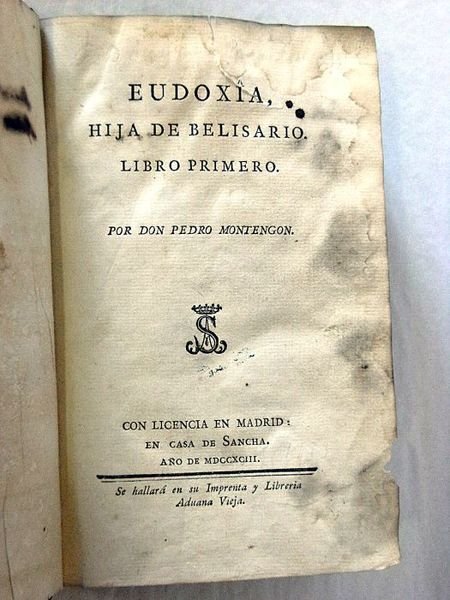 EUDOXÎA,
HIJA DE BELISARIO.
LIBRO PRIMERO.
POR DON PEDRO MONTENGON.
CON LICENCIA EN MADRID:
EN CASA DE SANCHA.
AÑO DE MDCCXCIII.
Se hallará en su Imprenta y Libreria
Aduana Vieja.